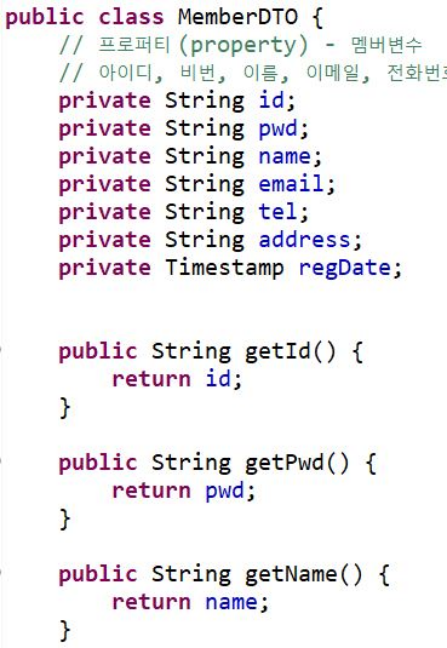 public class MemberDTO {
// 프로퍼티(property) - 멤버변수
// 아이디, 비번, 이름, 이메일, 전화번호
private String id;
private String pwd;
private String name;
private String email;
private String tel;
private String address;
private Timestamp regDate;
public String getId() {
return id;
}
public String getPwd() {
return pwd;
}
public String getName() {
return name;
}